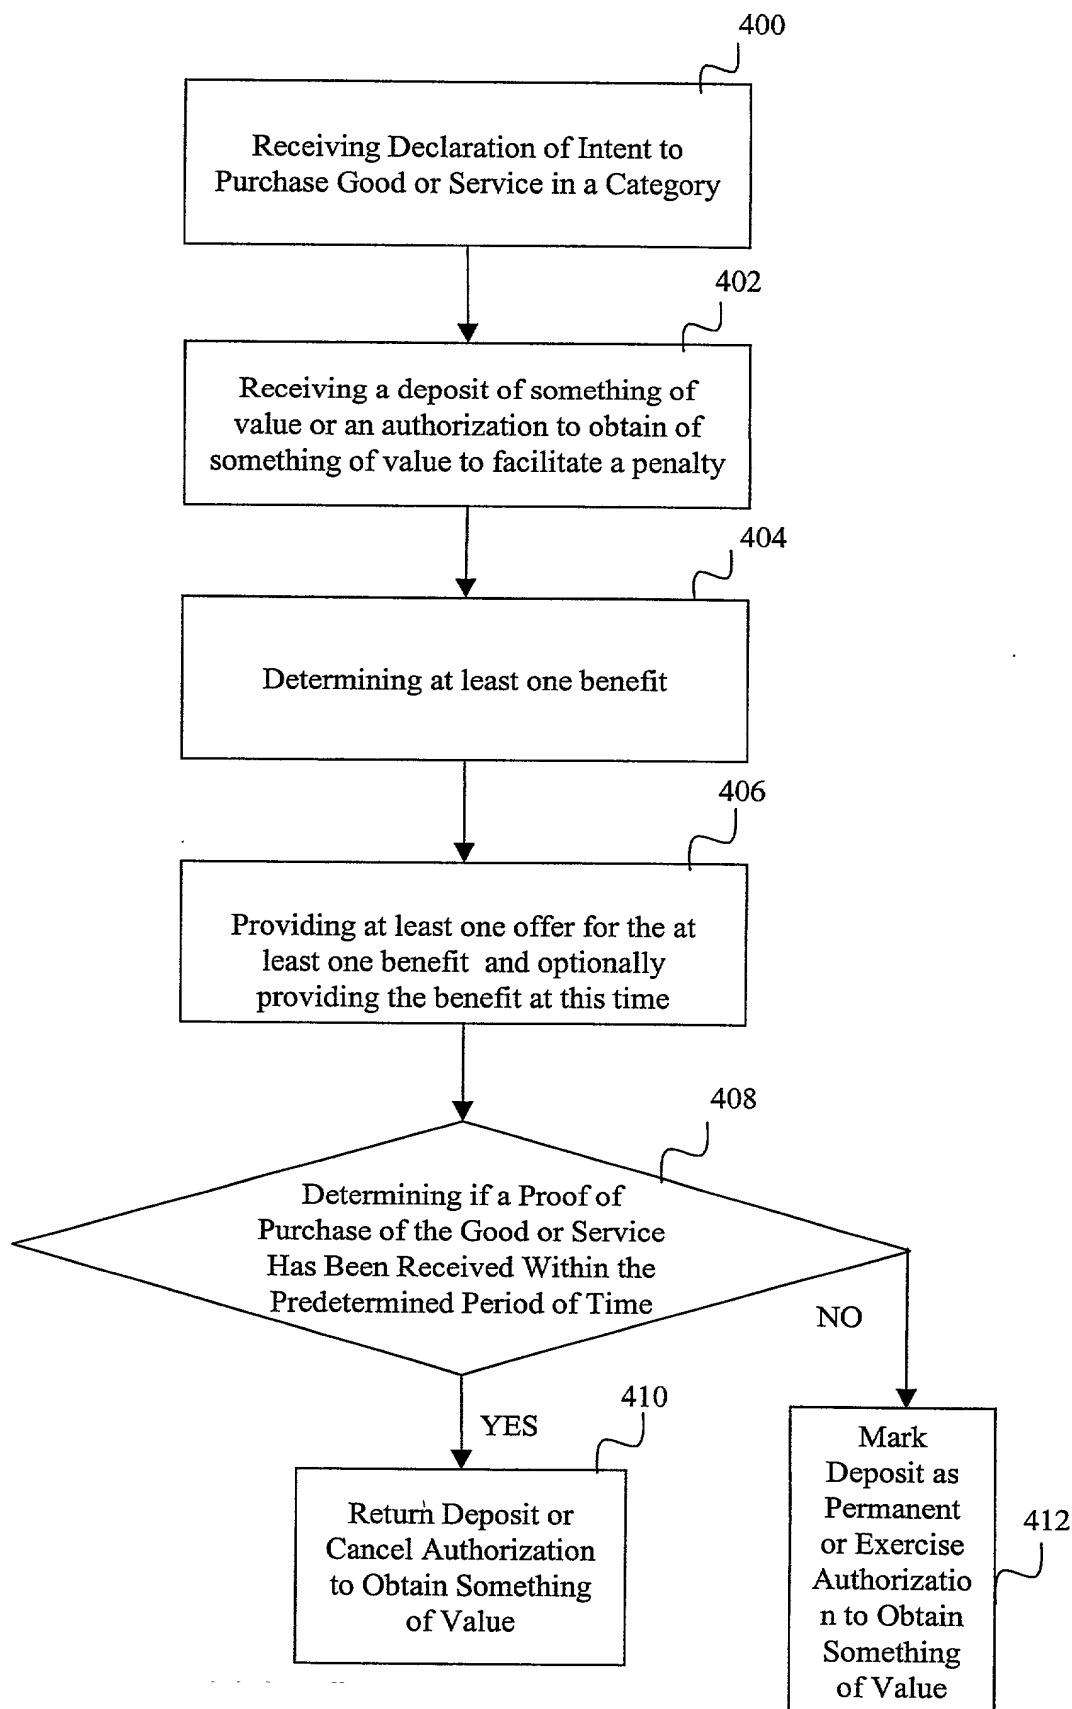 400
Receiving Declaration of Intent to
Purchase Good or Service in a Category
402
Receiving a deposit of something of
value or an authorization to obtain of
something of value to facilitate a penalty
404
Determining at least one benefit
406
Providing at least one offer for the at
least one benefit and optionally
providing the benefit at this time
408
Determining if a Proof of
Purchase of the Good or Service
Has Been Received Within the
Predetermined Period of Time
NO
YES
410
Return Deposit or
Cancel Authorization
to Obtain Something
of Value
412
Mark
Deposit as
Permanent
or Exercise
Authorizatio
n to Obtain
Something
of Value